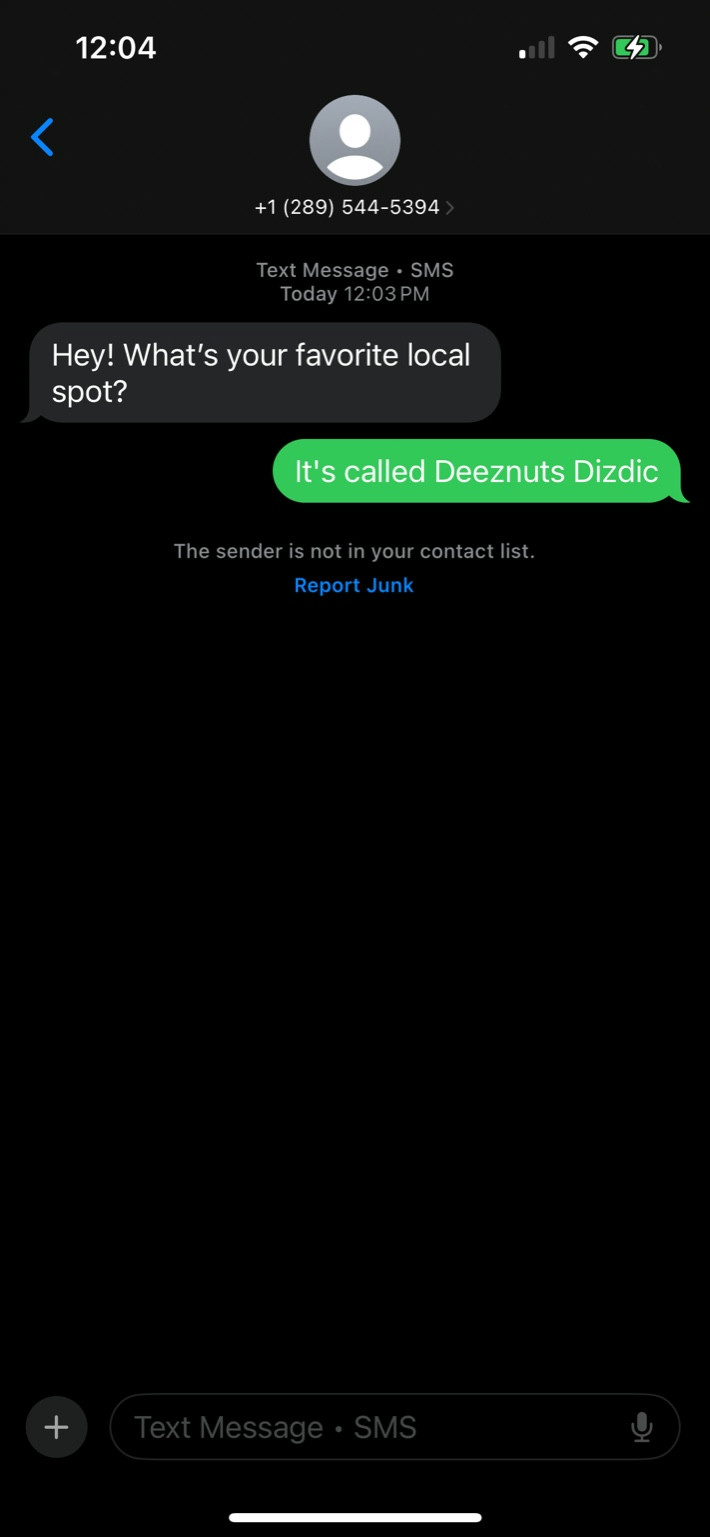 12:04
+1 (289) 544-5394
Text Message • SMS
Today 12:03 PM
Hey! What’s your favorite local
spot?
It's called Deeznuts Dizdic
The sender is not in your contact list.
Report Junk
Text Message • SMS